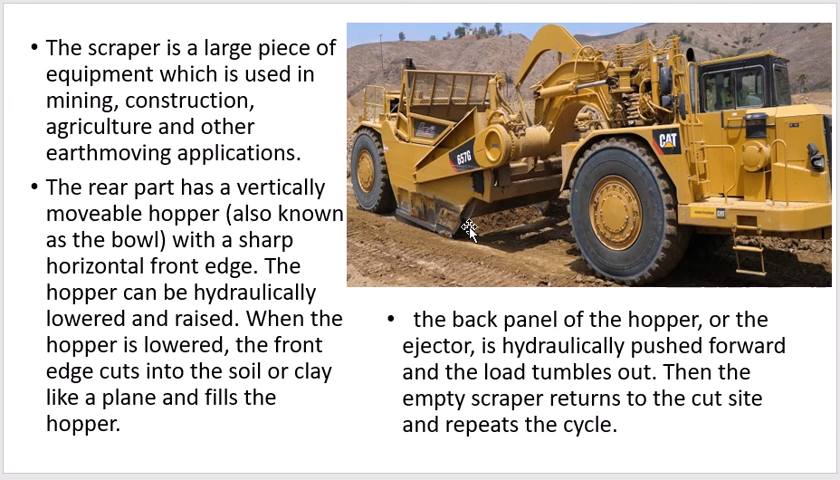 • The scraper is a large piece of
equipment which is used in
mining, construction,
agriculture and other
earthmoving applications.
• The rear part has a vertically
moveable hopper (also known
as the bowl) with a sharp
horizontal front edge. The
hopper can be hydraulically
lowered and raised. When the
hopper is lowered, the front
edge cuts into the soil or clay
like a plane and fills the
hopper.
657G
CAT
CAT
• the back panel of the hopper, or the
ejector, is hydraulically pushed forward
and the load tumbles out. Then the
empty scraper returns to the cut site
and repeats the cycle.